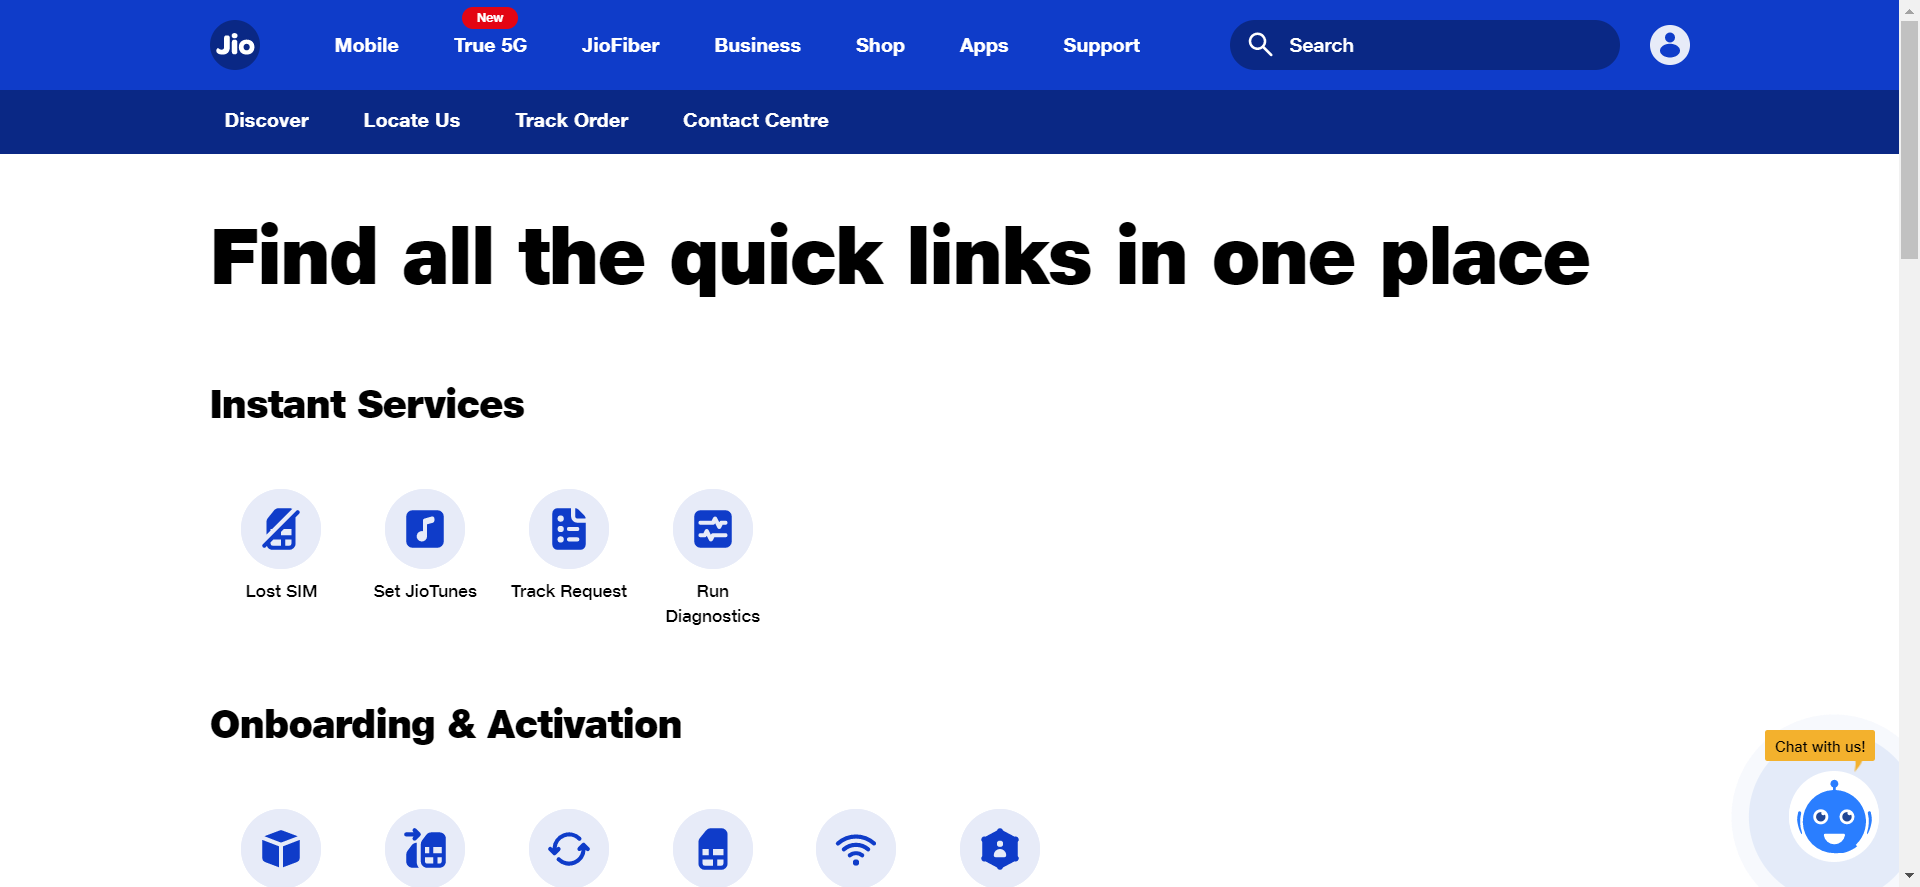 New
Jio
Mobile
True 5G
JioFiber
Business
Shop
Apps
Support
Search
Discover
Locate Us
Track Order
Contact Centre
Find all the quick links in one place
Instant Services
Lost SIM
Set JioTunes
Track Request
Run
Diagnostics
Onboarding & Activation
Chat with us!